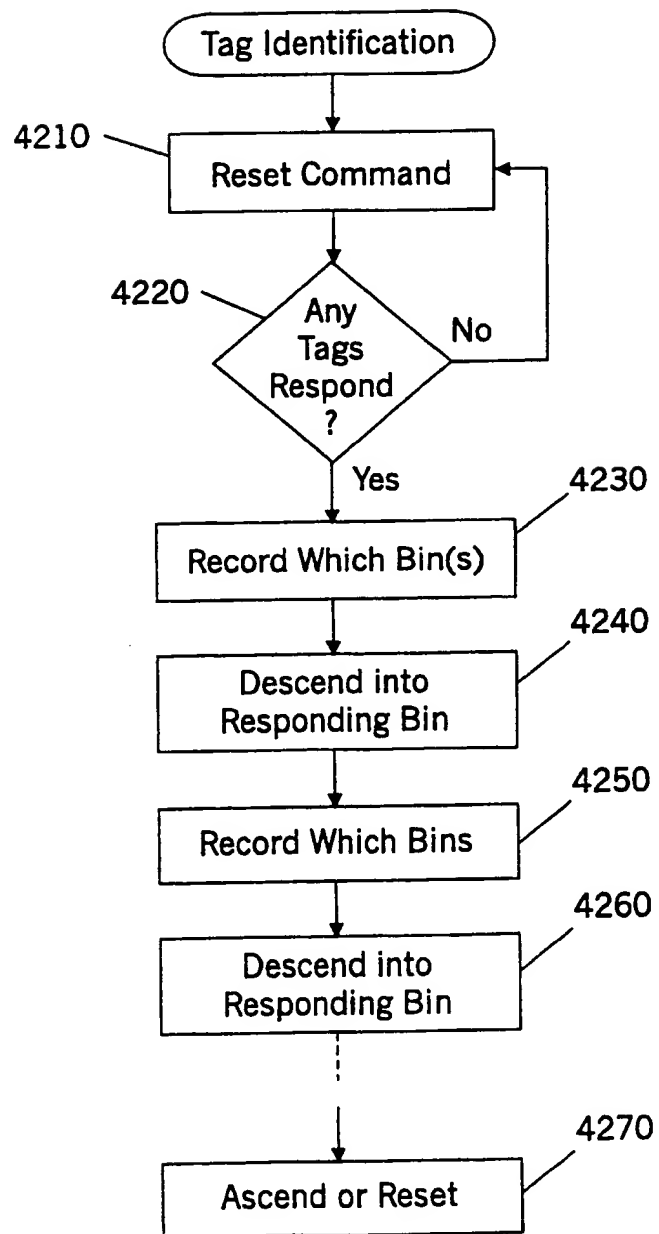 Tag Identification
4210
Reset Command
4220
Any
Tags
Respond
?
No
Yes
4230
Record Which Bin(s)
4240
Descend into
Responding Bin
4250
Record Which Bins
4260
Descend into
Responding Bin
4270
Ascend or Reset